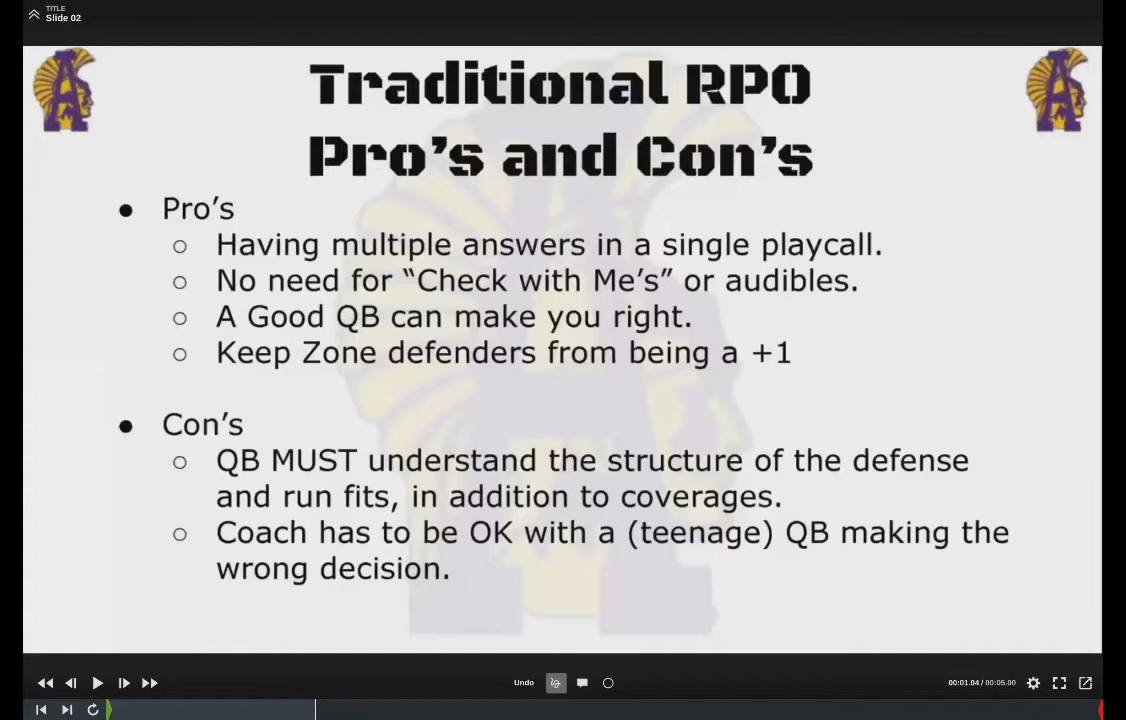 TITLE
Slide 02
Traditional RPO
Pro's and Con's
● Pro's
○ Having multiple answers in a single playcall.
○ No need for “Check with Me's” or audibles.
○ A Good QB can make you right.
○ Keep Zone defenders from being a +1
● Con's
○ QB MUST understand the structure of the defense
and run fits, in addition to coverages.
○ Coach has to be OK with a (teenage) QB making the
wrong decision.
Undo
00:01.04 / 00:05.00